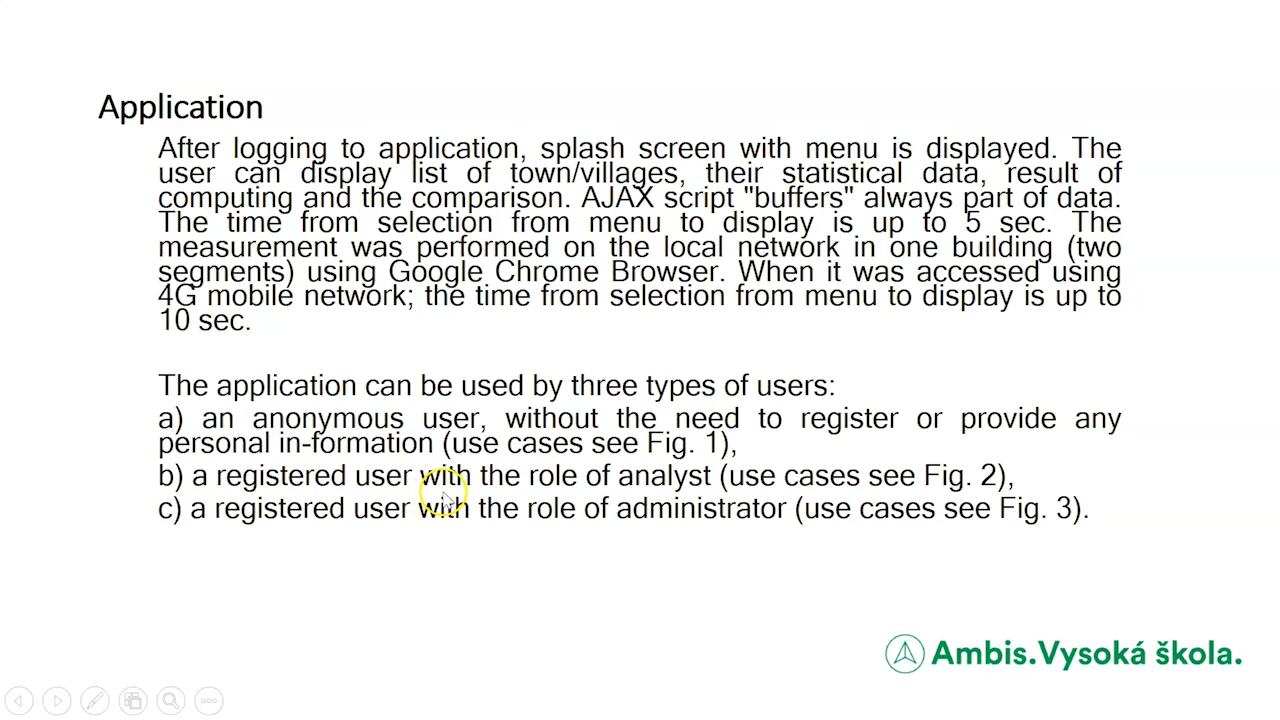 Application
After logging to application, splash screen with menu is displayed. The
user can display list of town/villages, their statistical data, result of
computing and the comparison. AJAX script "buffers" always part of data.
The time from selection from menu to display is up to 5 sec. The
measurement was performed on the local network in one building (two
segments) using Google Chrome Browser. When it was accessed using
4G mobile network; the time from selection from menu to display is up to
10 sec.
The application can be used by three types of users:
a) an anonymous user, without the need to register or provide any
personal in-formation (use cases see Fig. 1),
b) a registered user with the role of analyst (use cases see Fig. 2),
c) a registered user with the role of administrator (use cases see Fig. 3).
Ambis.Vysoká škola.